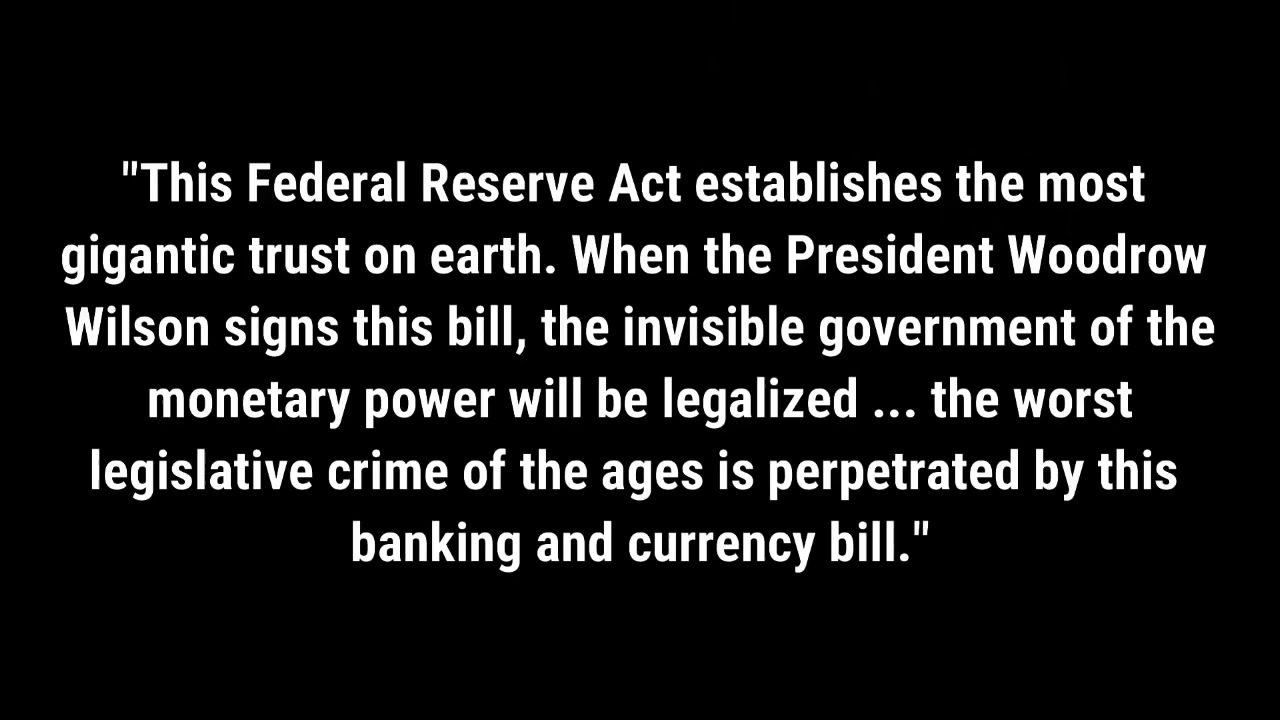 "This Federal Reserve Act establishes the most
gigantic trust on earth. When the President Woodrow
Wilson signs this bill, the invisible government of the
monetary power will be legalized ... the worst
legislative crime of the ages is perpetrated by this
banking and currency bill."